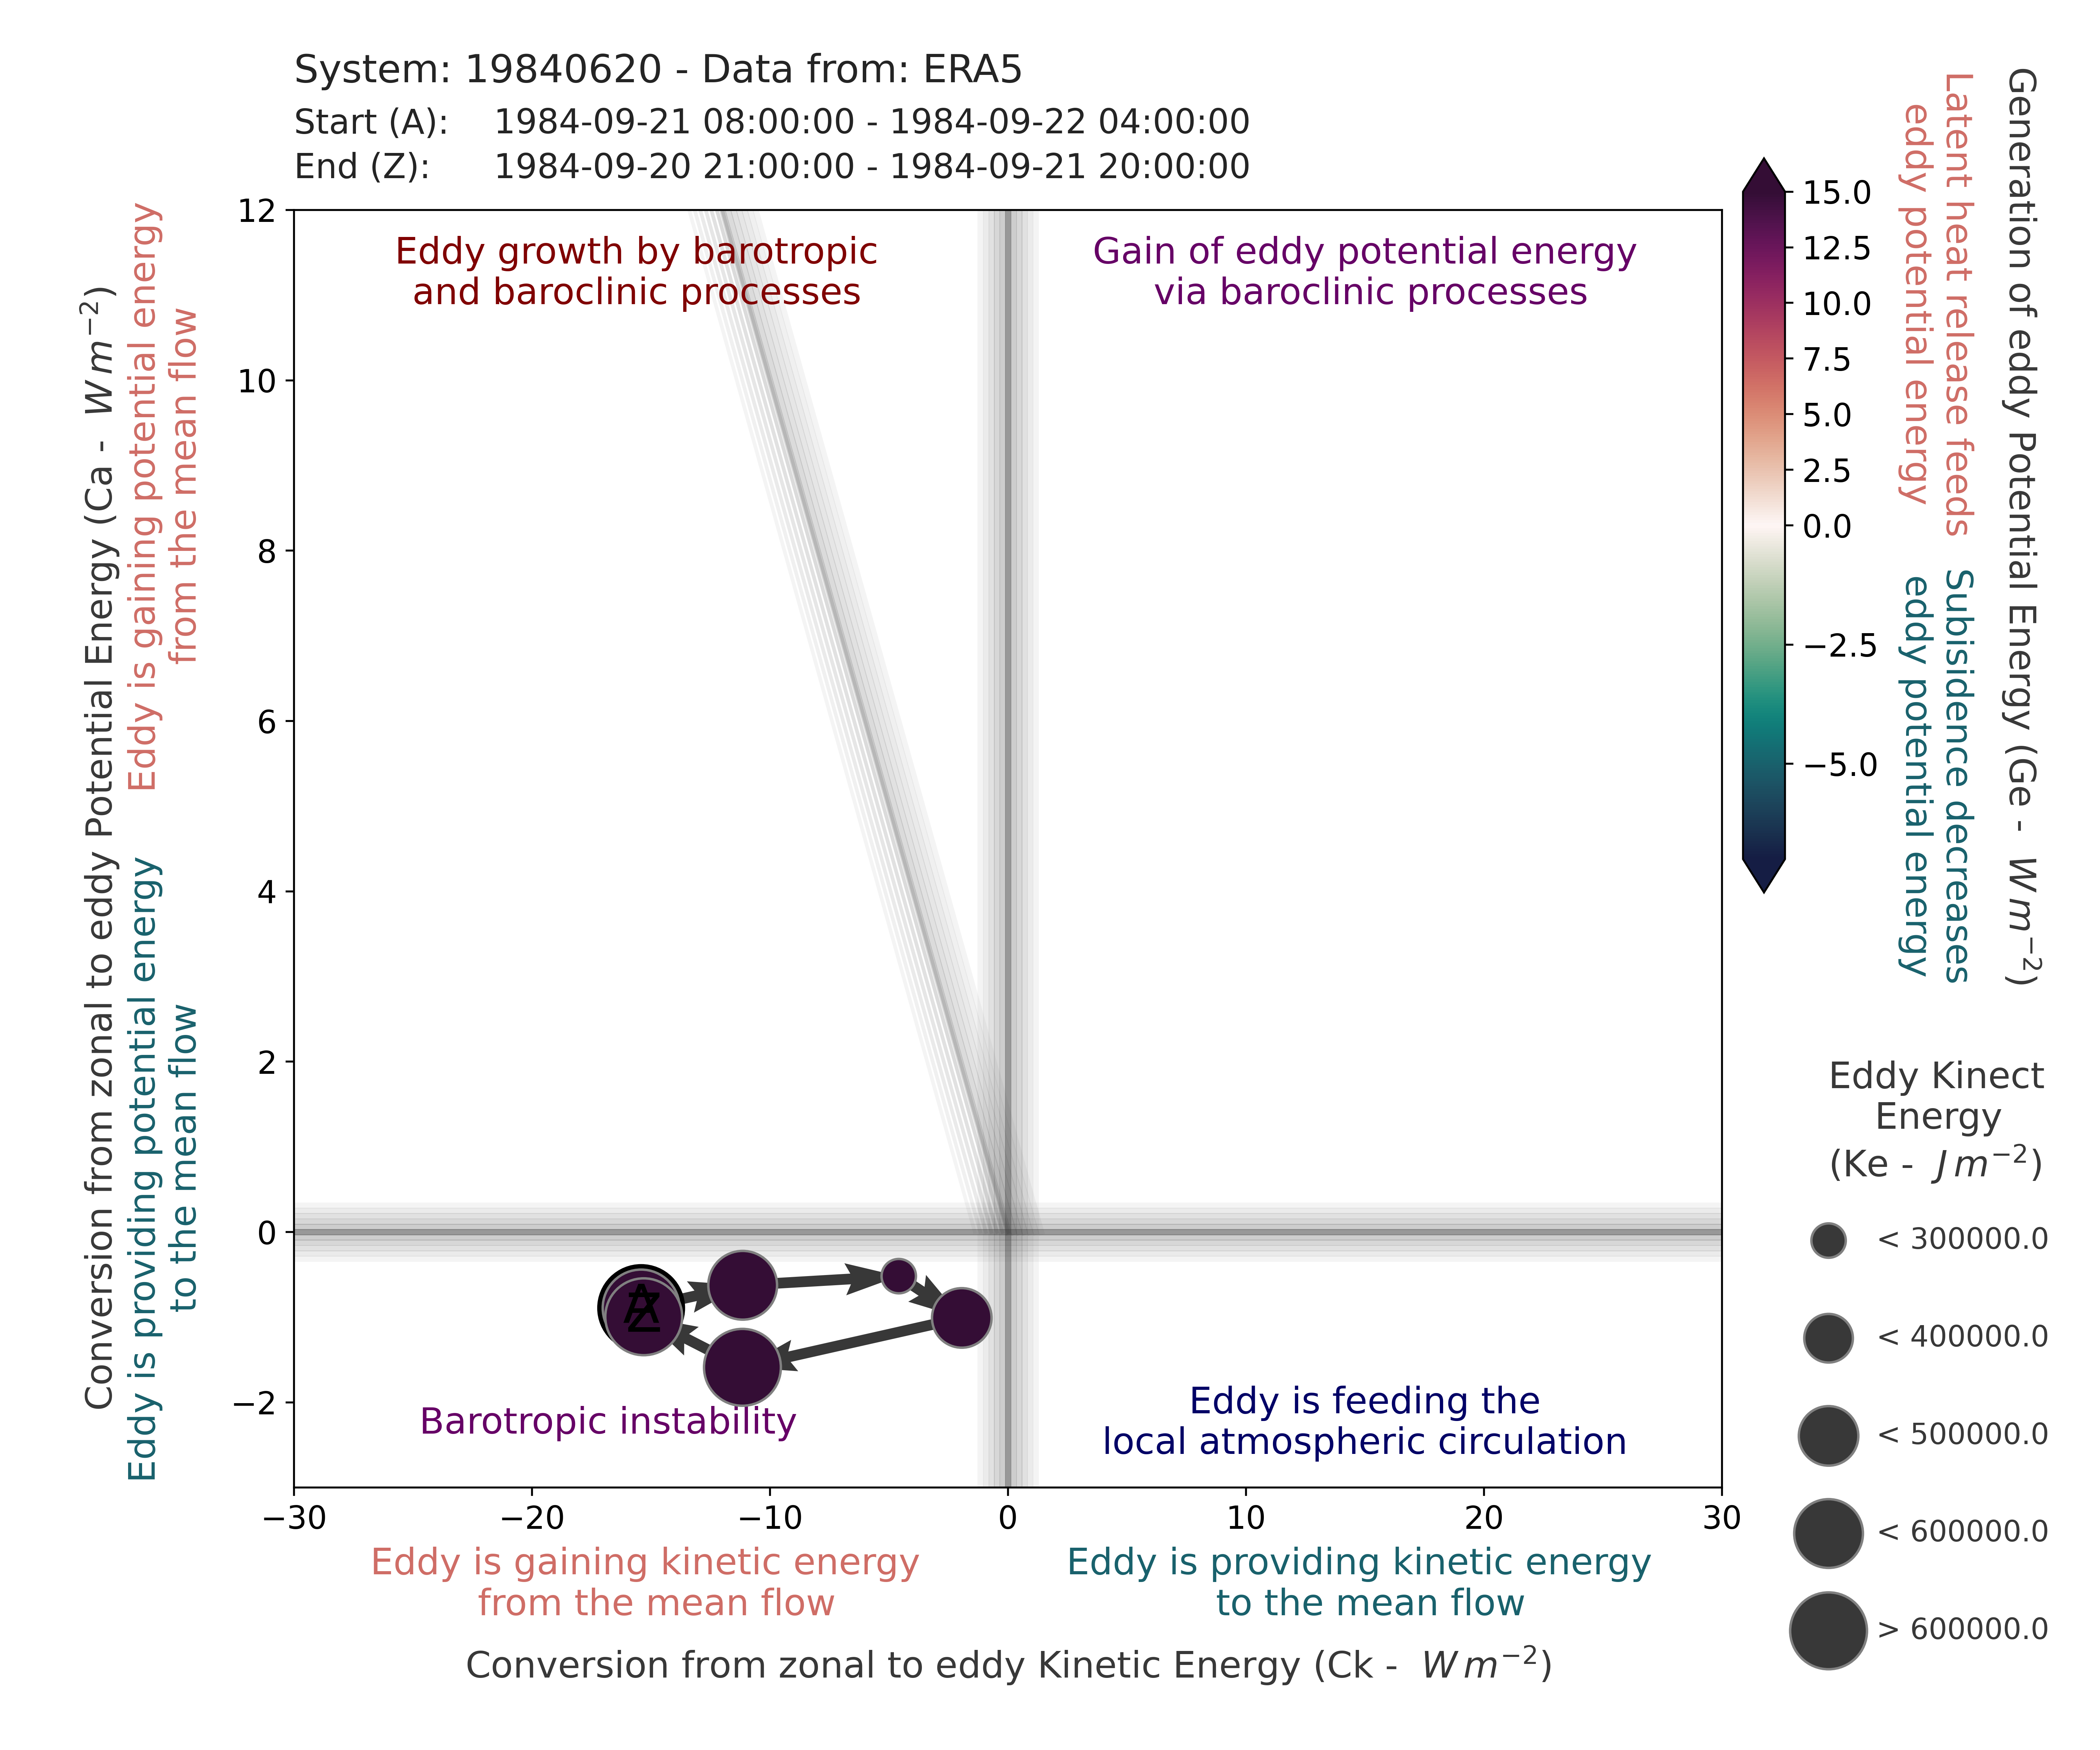 System: 19840620 - Data from: ERA5
Start (A): 1984-09-21 08:00:00 - 1984-09-22 04:00:00
End (Z): 1984-09-20 21:00:00 - 1984-09-21 20:00:00
Conversion from zonal to eddy Potential Energy (Ca - W m⁻²)
Eddy is gaining potential energy
from the mean flow
Eddy is providing potential energy
to the mean flow
12
10
8
6
4
2
0
−2
Eddy growth by barotropic
and baroclinic processes
Gain of eddy potential energy
via baroclinic processes
A
Z
Barotropic instability
Eddy is feeding the
local atmospheric circulation
−30 −20 −10 0 10 20 30
Eddy is gaining kinetic energy
from the mean flow
Eddy is providing kinetic energy
to the mean flow
Conversion from zonal to eddy Kinetic Energy (Ck - W m⁻²)
15.0
12.5
10.0
7.5
5.0
2.5
0.0
−2.5
−5.0
Latent heat release feeds
eddy potential energy
Subisidence decreases
eddy potential energy
Generation of eddy Potential Energy (Ge - W m⁻²)
Eddy Kinect
Energy
(Ke - J m⁻²)
< 300000.0
< 400000.0
< 500000.0
< 600000.0
> 600000.0